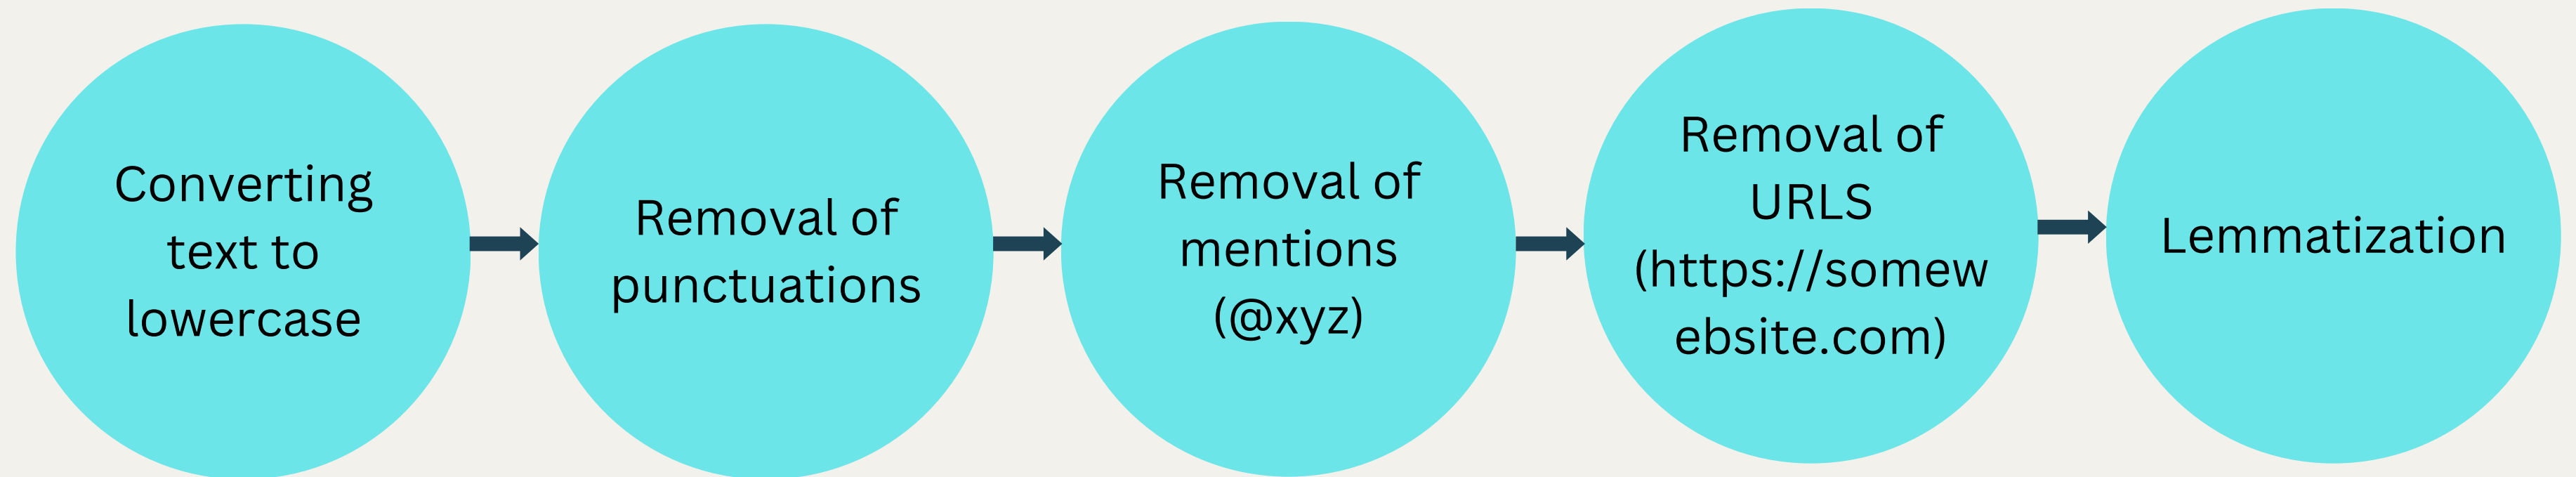 Converting
text to
lowercase
Removal of
punctuations
Removal of
mentions
(@xyz)
Removal of
URLS
(https://somew
ebsite.com)
Lemmatization